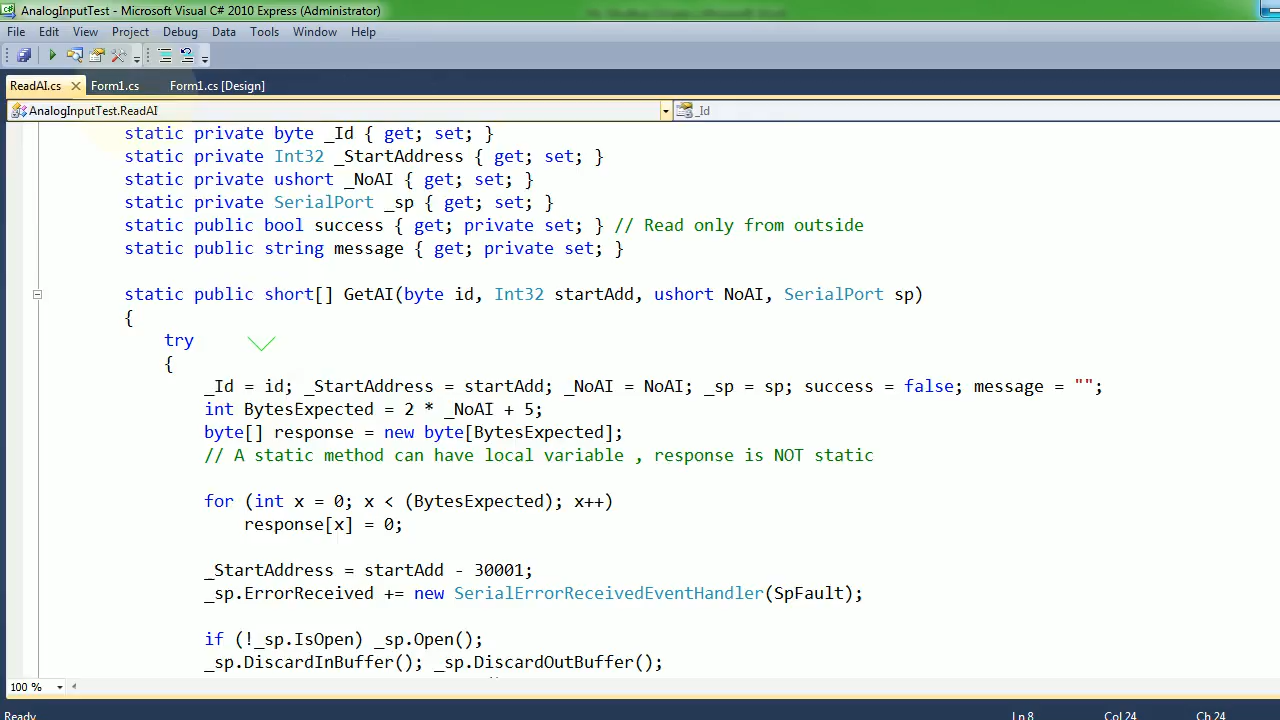 AnalogInputTest - Microsoft Visual C# 2010 Express (Administrator)
File Edit View Project Debug Data Tools Window Help
ReadAI.cs Form1.cs Form1.cs [Design]
AnalogInputTest.ReadAI _Id
static private byte _Id { get; set; }
static private Int32 _StartAddress { get; set; }
static private ushort _NoAI { get; set; }
static private SerialPort _sp { get; set; }
static public bool success { get; private set; } // Read only from outside
static public string message { get; private set; }
static public short[] GetAI(byte id, Int32 startAdd, ushort NoAI, SerialPort sp)
{
try
{
_Id = id; _StartAddress = startAdd; _NoAI = NoAI; _sp = sp; success = false; message = "";
int BytesExpected = 2 * _NoAI + 5;
byte[] response = new byte[BytesExpected];
// A static method can have local variable , response is NOT static
for (int x = 0; x < (BytesExpected); x++)
response[x] = 0;
_StartAddress = startAdd - 30001;
_sp.ErrorReceived += new SerialErrorReceivedEventHandler(SpFault);
if (!_sp.IsOpen) _sp.Open();
_sp.DiscardInBuffer(); _sp.DiscardOutBuffer();
100 %
Ready Ln 8 Col 24 Ch 24